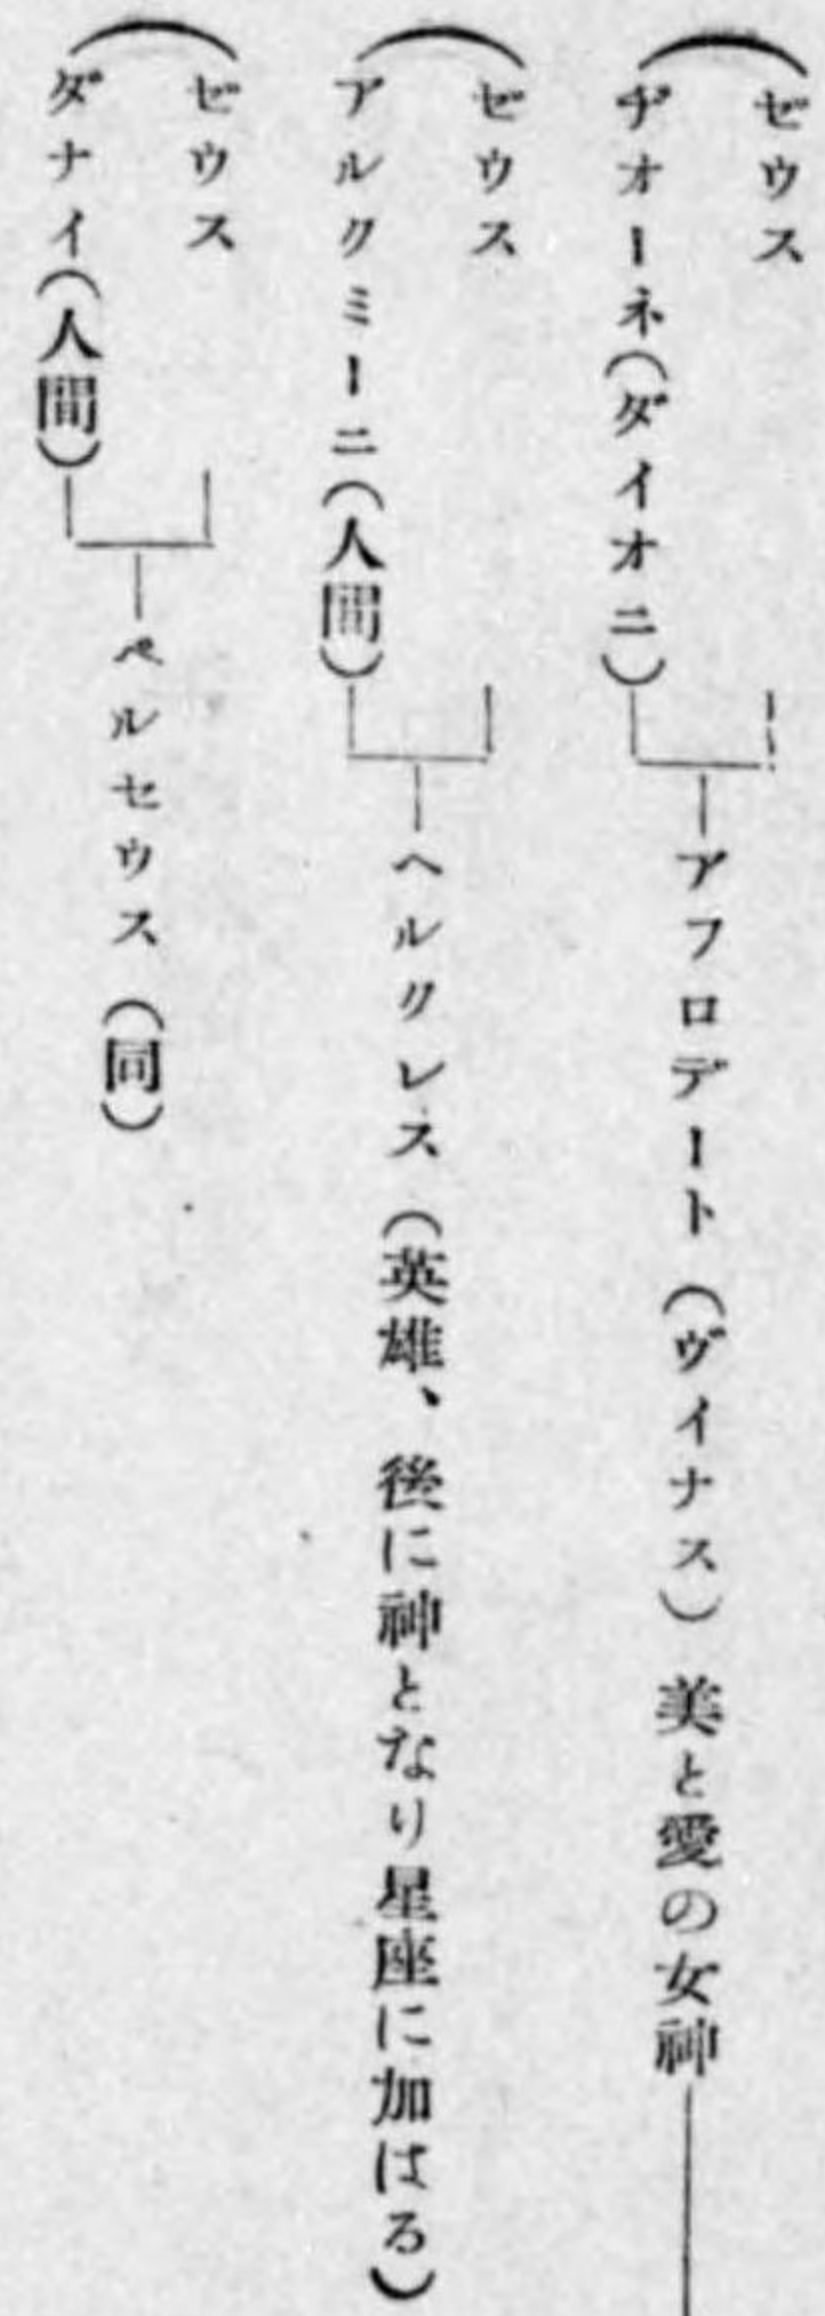 ゼウス
ヂオーネ(ダイオニ)
アフロデート(ヴイナス)美と愛の女神
ゼウス
アルクミーニ(人間)
ヘルクレス(英雄、後に神となり星座に加はる)
ゼウス
ダナイ(人間)
ペルセウス(同)